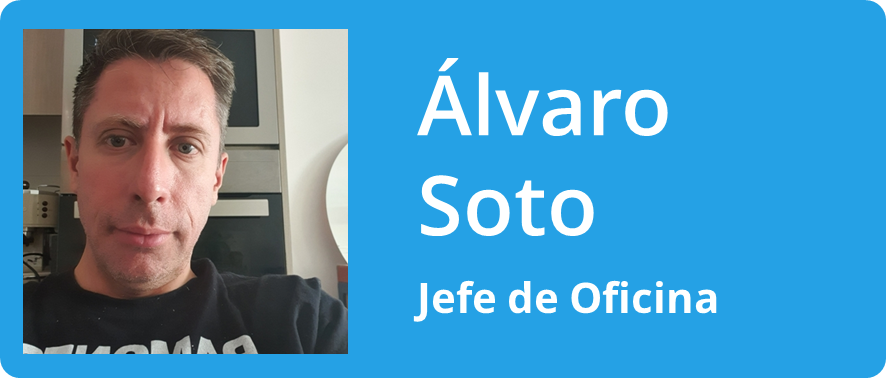 Álvaro
Soto
Jefe de Oficina